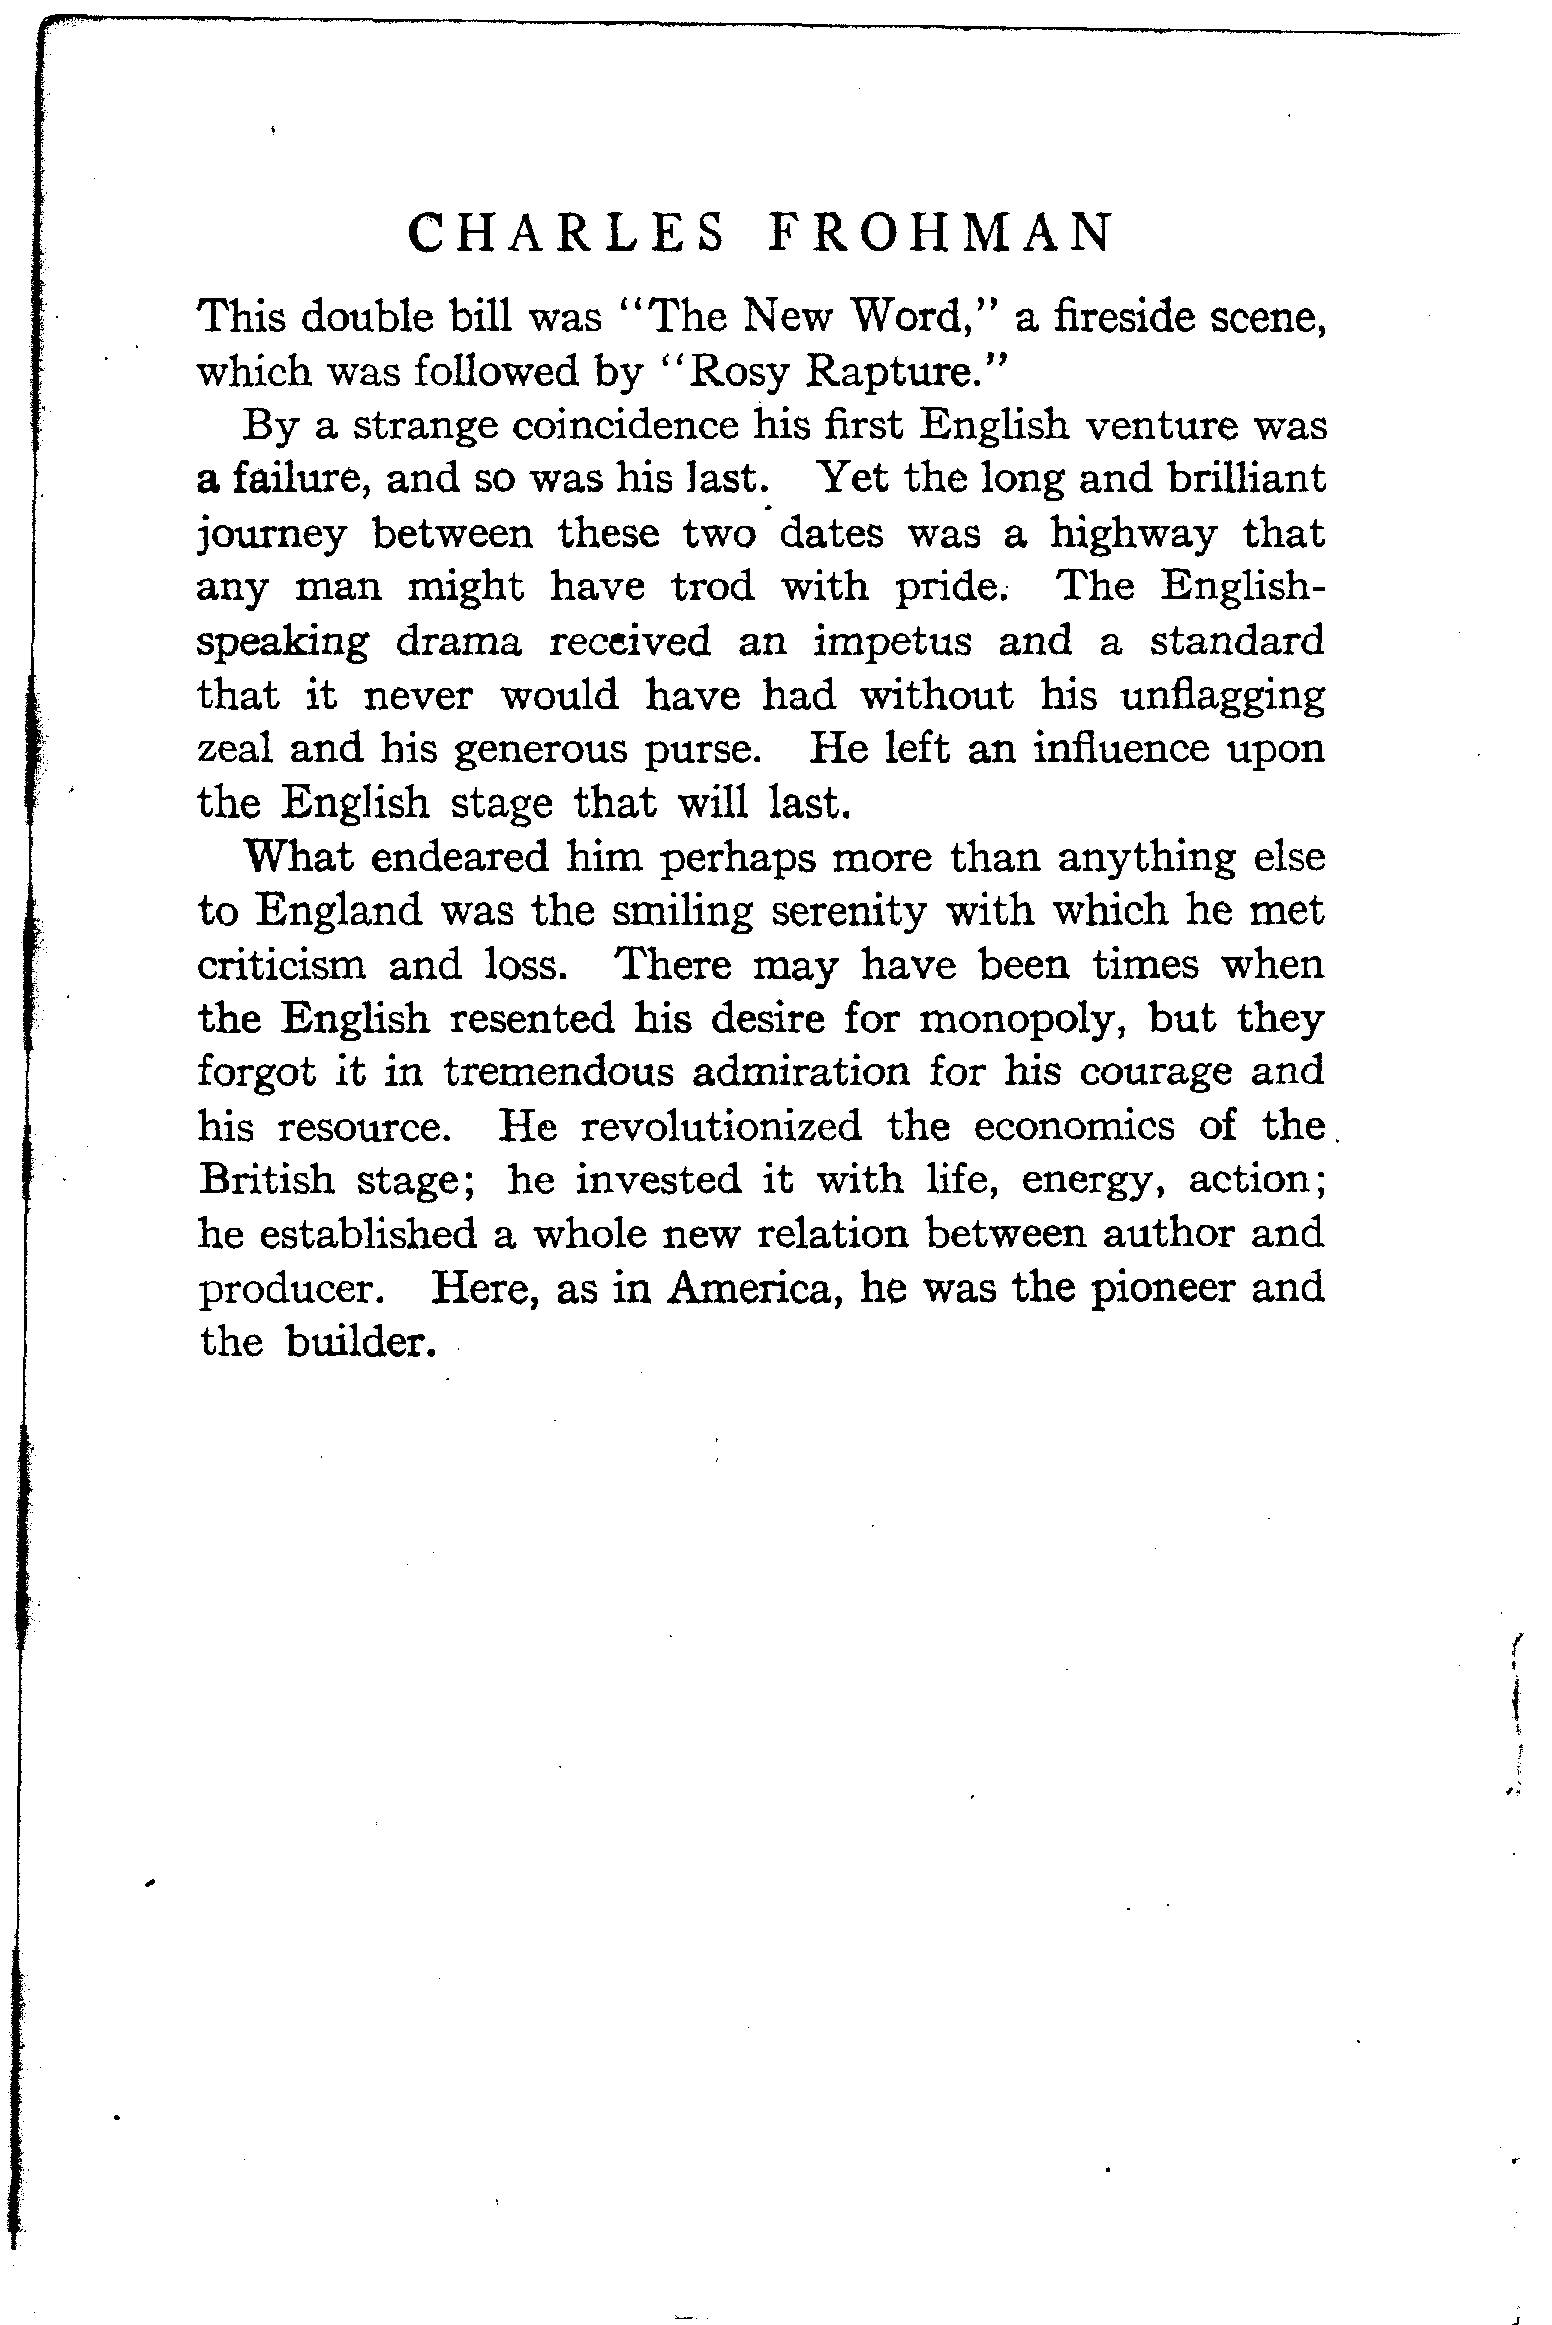 CHARLES FROHMAN
This double bill was "The New Word," a fireside scene,
which was followed by "Rosy Rapture."
By a strange coincidence his first English venture was
a failure, and so was his last. Yet the long and brilliant
journey between these two dates was a highway that
any man might have trod with pride. The English-
speaking drama received an impetus and a standard
that it never would have had without his unflagging
zeal and his generous purse. He left an influence upon
the English stage that will last.
What endeared him perhaps more than anything else
to England was the smiling serenity with which he met
criticism and loss. There may have been times when
the English resented his desire for monopoly, but they
forgot it in tremendous admiration for his courage and
his resource. He revolutionized the economics of the
British stage; he invested it with life, energy, action;
he established a whole new relation between author and
producer. Here, as in America, he was the pioneer and
the builder.